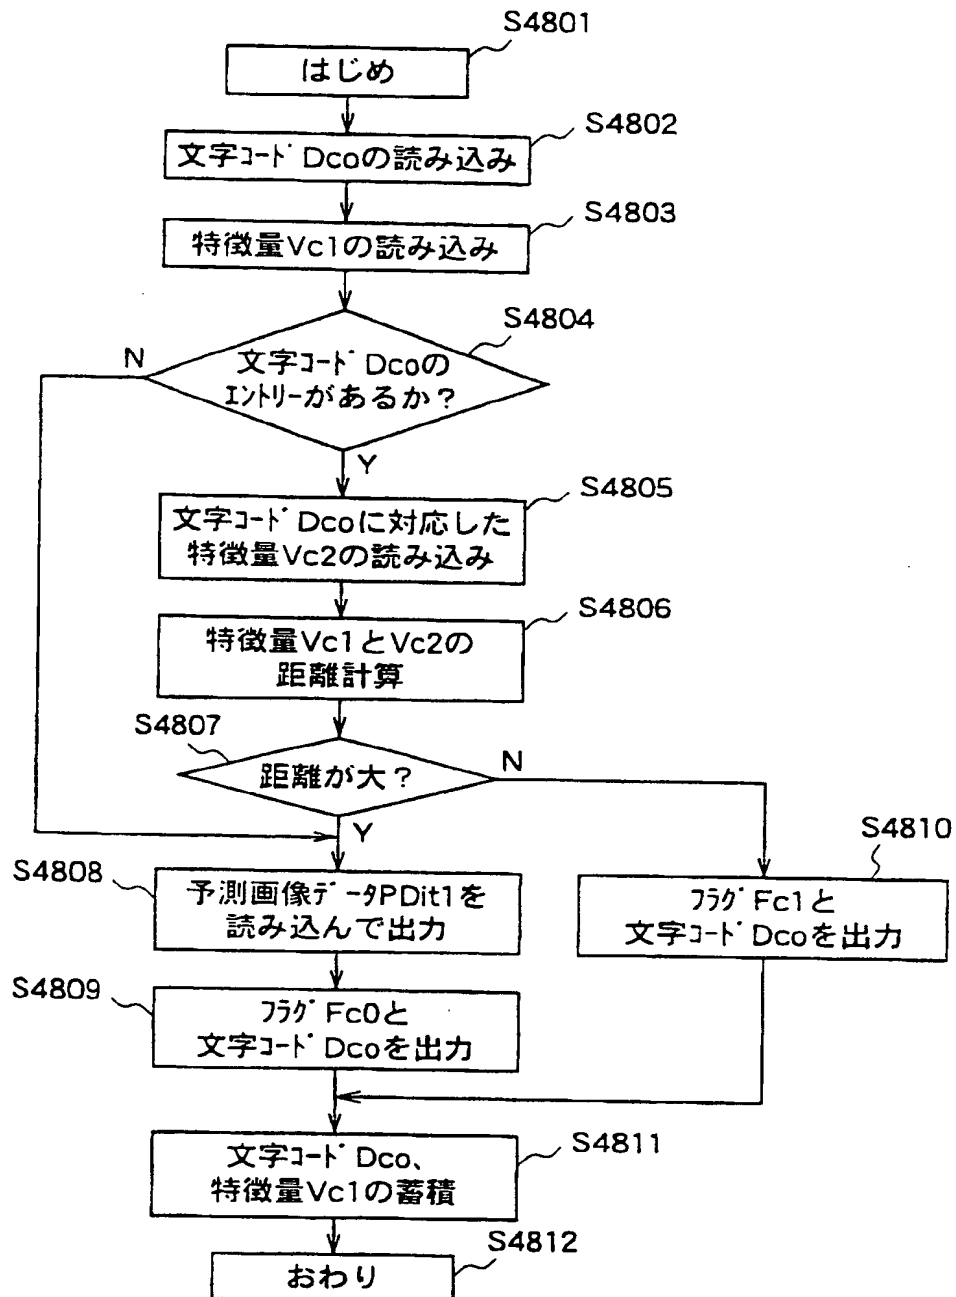 S4801
はじめ
S4802
文字ｺｰﾄﾞDcoの読み込み
S4803
特徴量Vc1の読み込み
S4804
N
文字ｺｰﾄﾞDcoの
ｴﾝﾄﾘｰがあるか？
Y
S4805
文字ｺｰﾄﾞDcoに対応した
特徴量Vc2の読み込み
S4806
特徴量Vc1とVc2の
距離計算
S4807
距離が大？
N
Y
S4808
予測画像ﾃﾞｰﾀPDit1を
読み込んで出力
S4810
ﾌﾗｸﾞFc1と
文字ｺｰﾄﾞDcoを出力
S4809
ﾌﾗｸﾞFc0と
文字ｺｰﾄﾞDcoを出力
S4811
文字ｺｰﾄﾞDco、
特徴量Vc1の蓄積
S4812
おわり